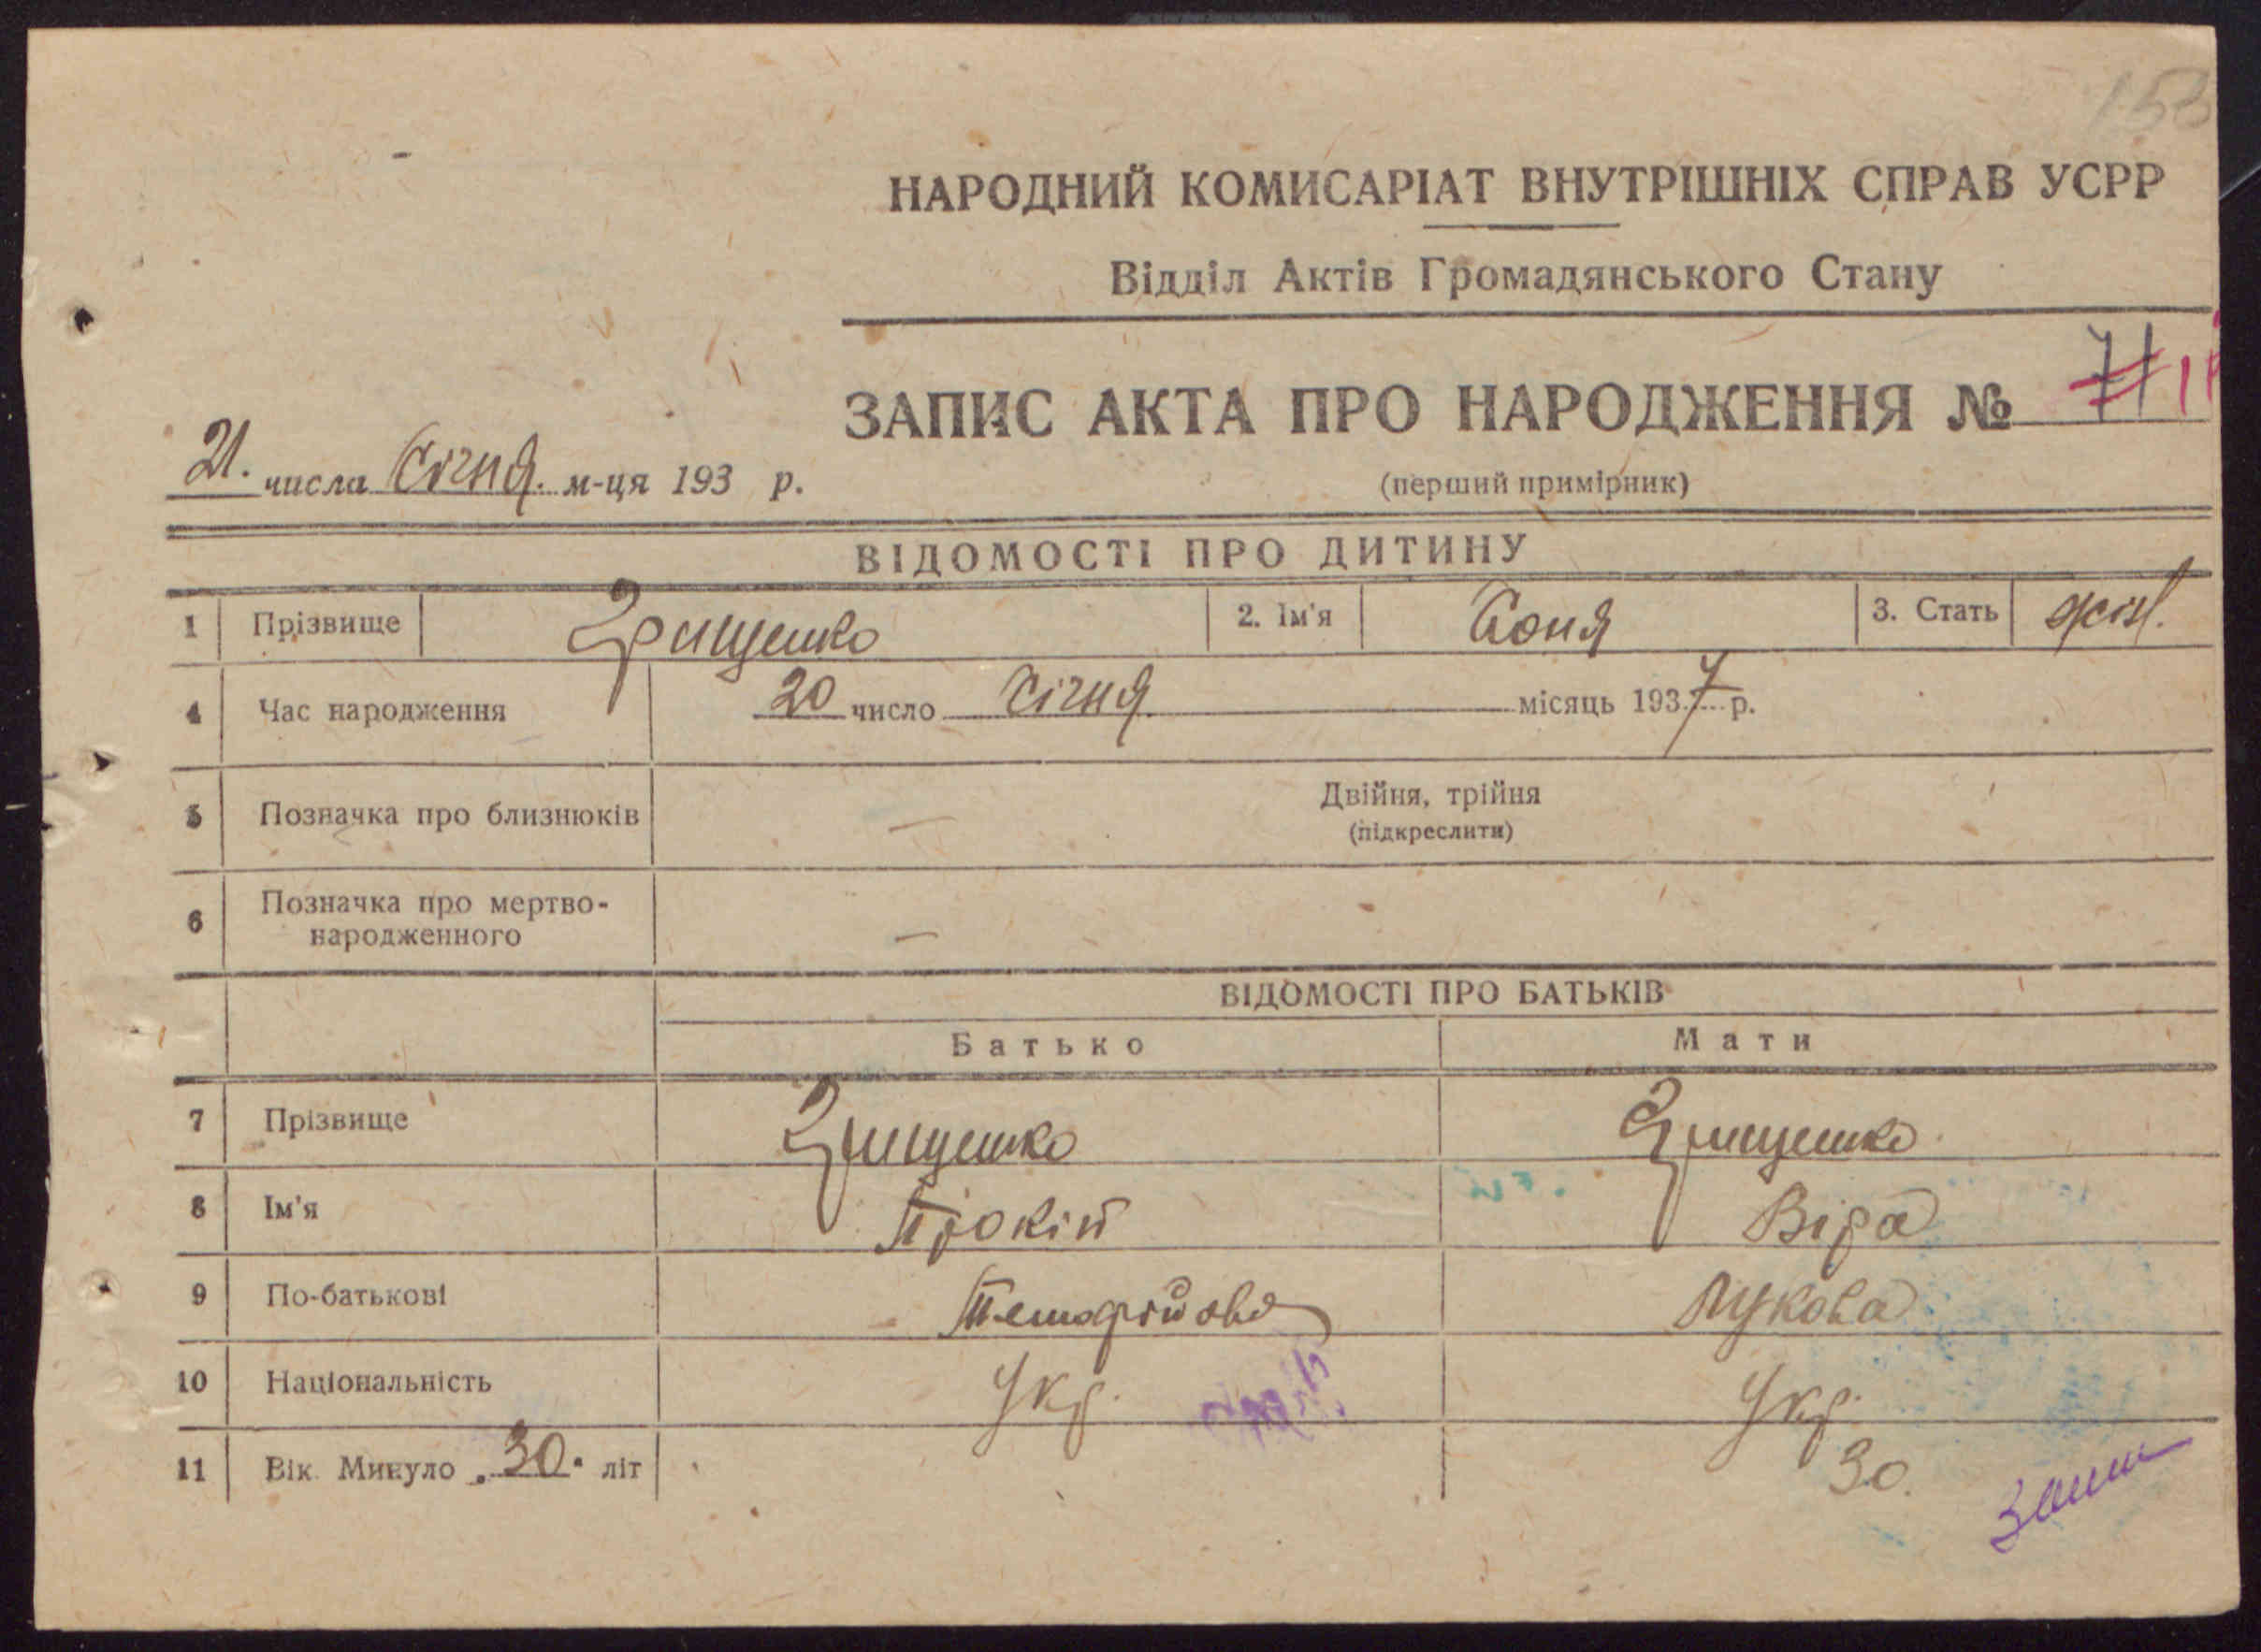 153
НАРОДНИЙ КОМИСАРІАТ ВНУТРІШНІХ СПРАВ УСРР
Відділ Актів Громадянського Стану
ЗАПИС АКТА ПРО НАРОДЖЕННЯ №
21. числа Січня. м-ця 193 р.
(перший примірник)
ВІДОМОСТІ ПРО ДИТИНУ
1 Прізвище Грищенко 2. Ім'я Соня 3. Стать жін.
4 Час народження 20 число Січня місяць 1937 р.
5 Позначка про близнюків — Двійня, трійня
(підкреслити)
6 Позначка про мертво-
народженного —
ВІДОМОСТІ ПРО БАТЬКІВ
Батько Мати
7 Прізвище Грищенко Грищенко
8 Ім'я Прокіп Віра
9 По-батькові Лукова
10 Національність Укр. Укр.
11 Вік Минуло 30. літ 30.